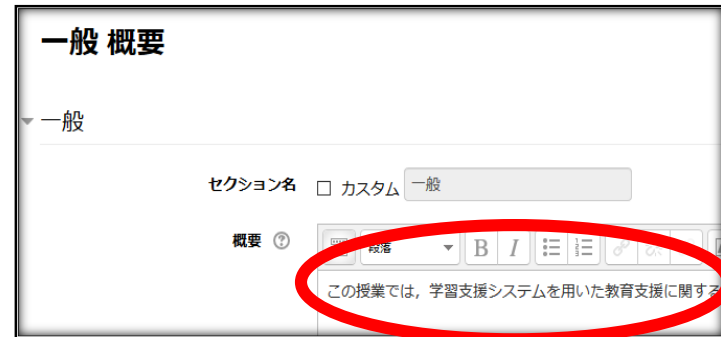 一般 概要
一般
セクション名 カスタム 一般
概要 ?
段落 B I
この授業では，学習支援システムを用いた教育支援に関する